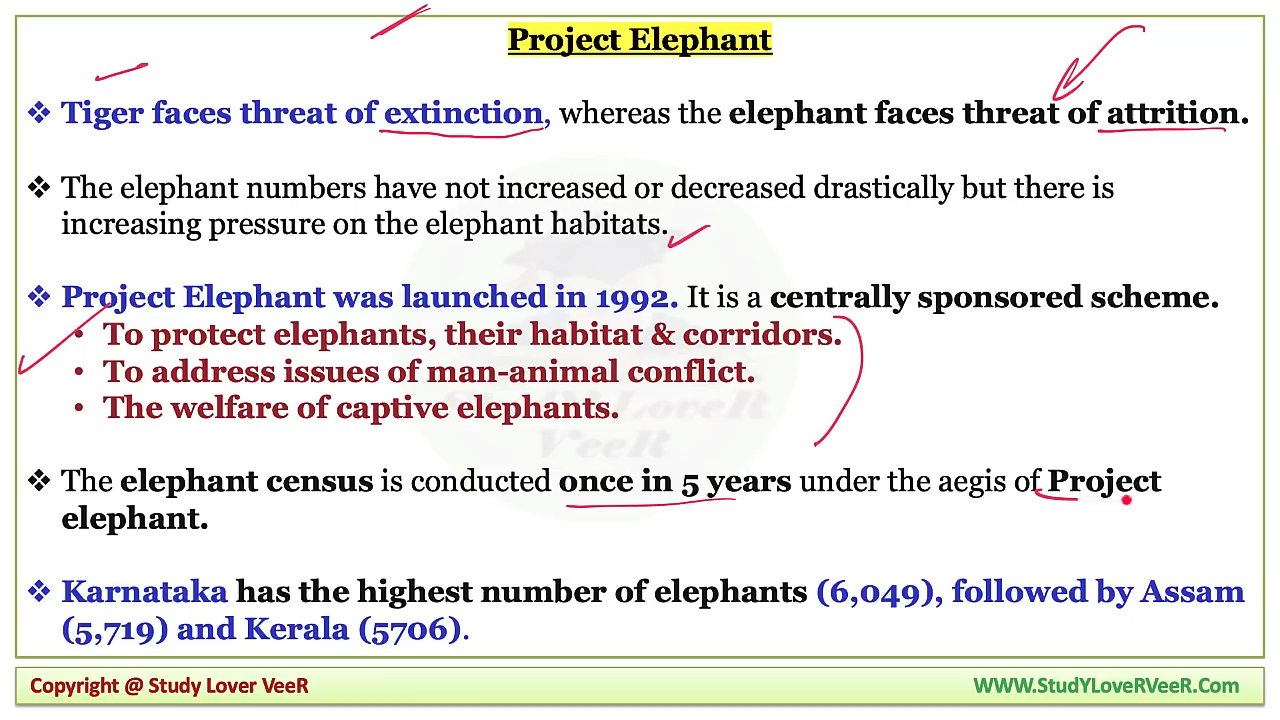 Project Elephant
❖ Tiger faces threat of extinction, whereas the elephant faces threat of attrition.
❖ The elephant numbers have not increased or decreased drastically but there is
increasing pressure on the elephant habitats.
❖ Project Elephant was launched in 1992. It is a centrally sponsored scheme.
• To protect elephants, their habitat & corridors.
• To address issues of man-animal conflict.
• The welfare of captive elephants.
StudY LoveR
VeeR
❖ The elephant census is conducted once in 5 years under the aegis of Project
elephant.
❖ Karnataka has the highest number of elephants (6,049), followed by Assam
(5,719) and Kerala (5706).
Copyright @ Study Lover VeeR
WWW.StudYLoveRVeeR.Com